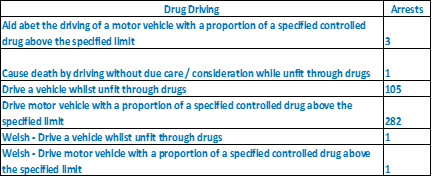 Drug Driving Arrests
Aid abet the driving of a motor vehicle with a proportion of a specified controlled
drug above the specified limit 3
Cause death by driving without due care / consideration while unfit through drugs 1
Drive a vehicle whilst unfit through drugs 105
Drive motor vehicle with a proportion of a specified controlled drug above the
specified limit 282
Welsh - Drive a vehicle whilst unfit through drugs 1
Welsh - Drive motor vehicle with a proportion of a specified controlled drug above
the specified limit 1